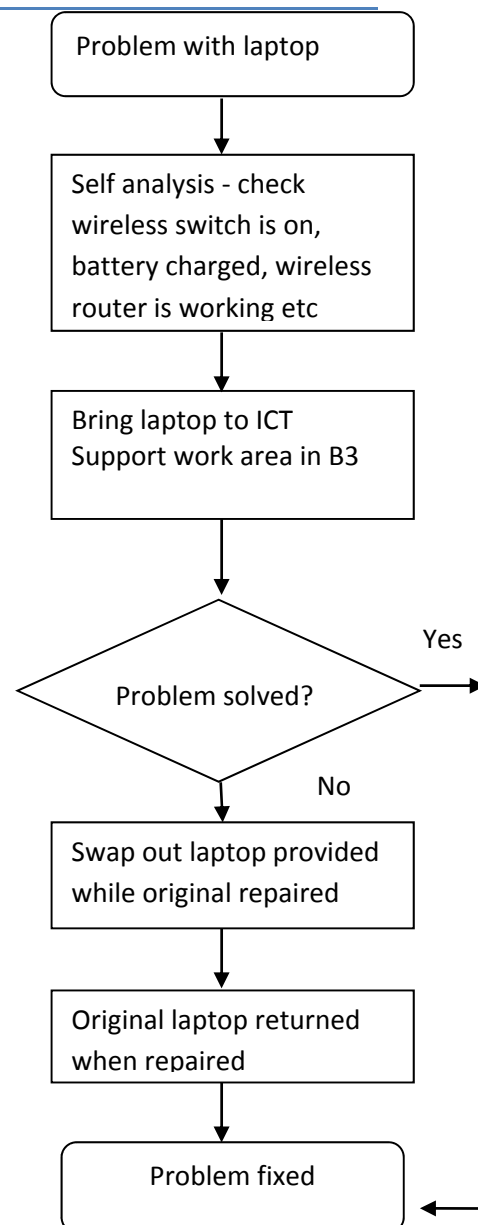 Problem with laptop
Self analysis - check
wireless switch is on,
battery charged, wireless
router is working etc
Bring laptop to ICT
Support work area in B3
Yes
Problem solved?
No
Swap out laptop provided
while original repaired
Original laptop returned
when repaired
Problem fixed